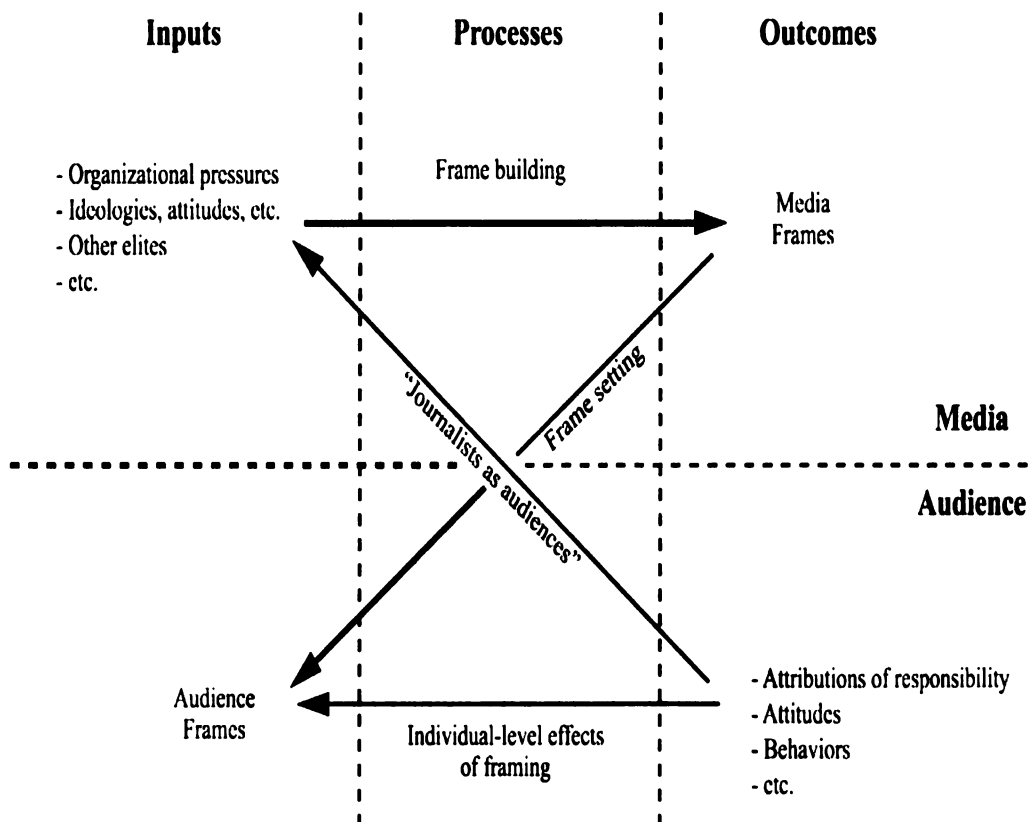 Inputs
Processes
Outcomes
- Organizational pressures
- Ideologies, attitudes, etc.
- Other elites
- etc.
Frame building
Media
Frames
"Journalists as audiences"
Frame setting
Media
Audience
Audience
Frames
Individual-level effects
of framing
- Attributions of responsibility
- Attitudes
- Behaviors
- etc.